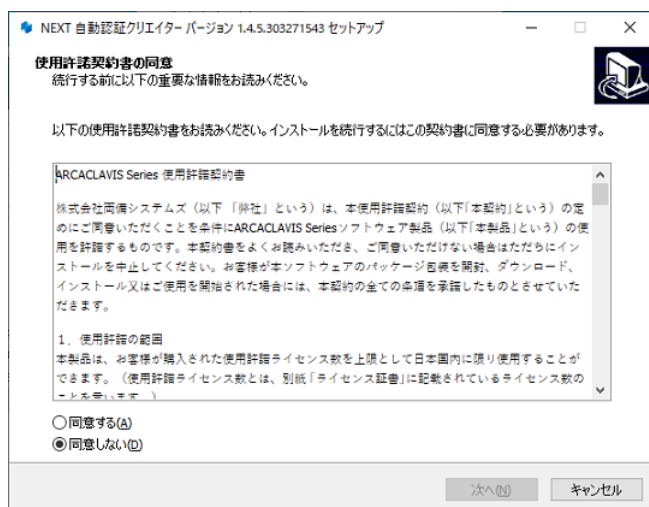 NEXT 自動認証クリエイター バージョン 1.4.5.303271543 セットアップ
使用許諾契約書の同意
続行する前に以下の重要な情報をお読みください。
以下の使用許諾契約書をお読みください。インストールを続行するにはこの契約書に同意する必要があります。
ARCACLAVIS Series 使用許諾契約書
株式会社両備システムズ（以下 「弊社」 という）は、本使用許諾契約（以下「本契約」という）の定
めにご同意いただくことを条件にARCACLAVIS Seriesソフトウェア製品（以下「本製品」という）の使
用を許諾するものです。本契約書をよくお読みいただき、ご同意いただけない場合はただちにイン
ストールを中止してください。お客様が本ソフトウェアのパッケージ包装を開封、ダウンロード、
インストール又はご使用を開始された場合には、本契約の全ての条項を承諾したものとさせていた
だきます。
１．使用許諾の範囲
本製品は、お客様が購入された使用許諾ライセンス数を上限として日本国内に限り使用することが
できます。（使用許諾ライセンス数とは、別紙「ライセンス証書」に記載されているライセンス数の
ことを言います。）
同意する(A)
同意しない(D)
次へ(N)
キャンセル